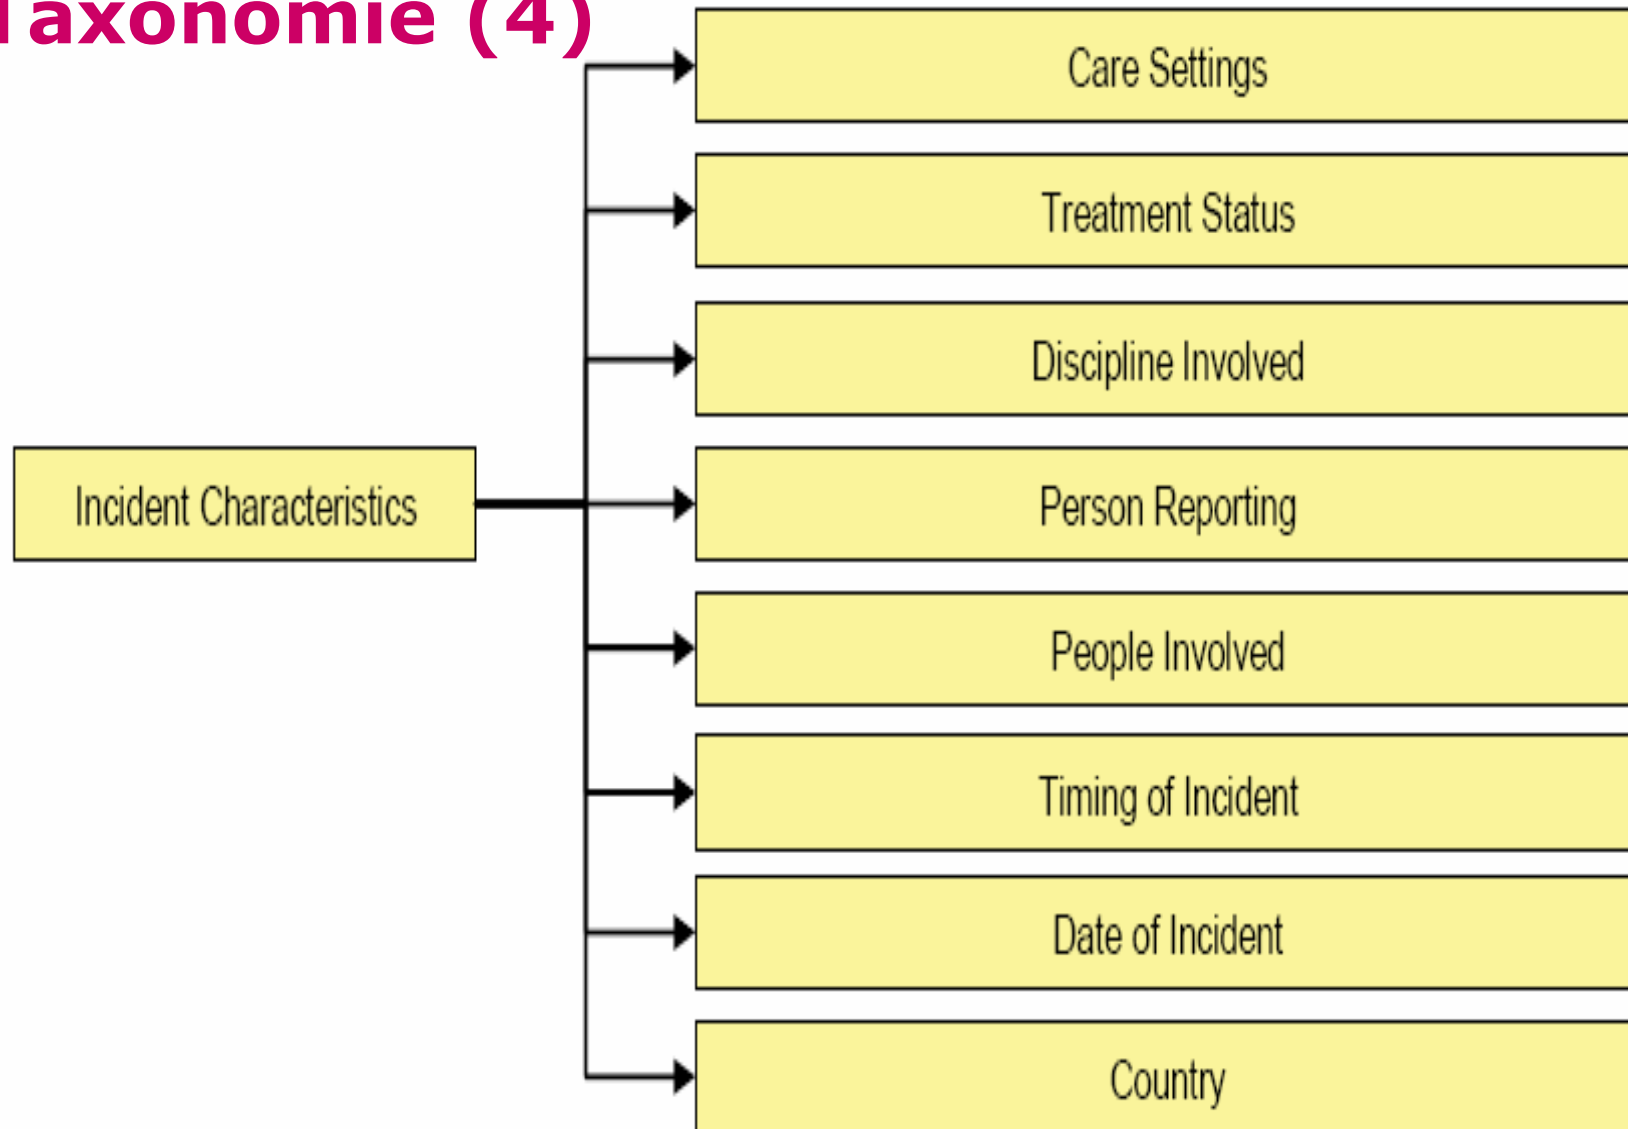 Taxonomie (4)
Care Settings
Treatment Status
Discipline Involved
Incident Characteristics
Person Reporting
People Involved
Timing of Incident
Date of Incident
Country